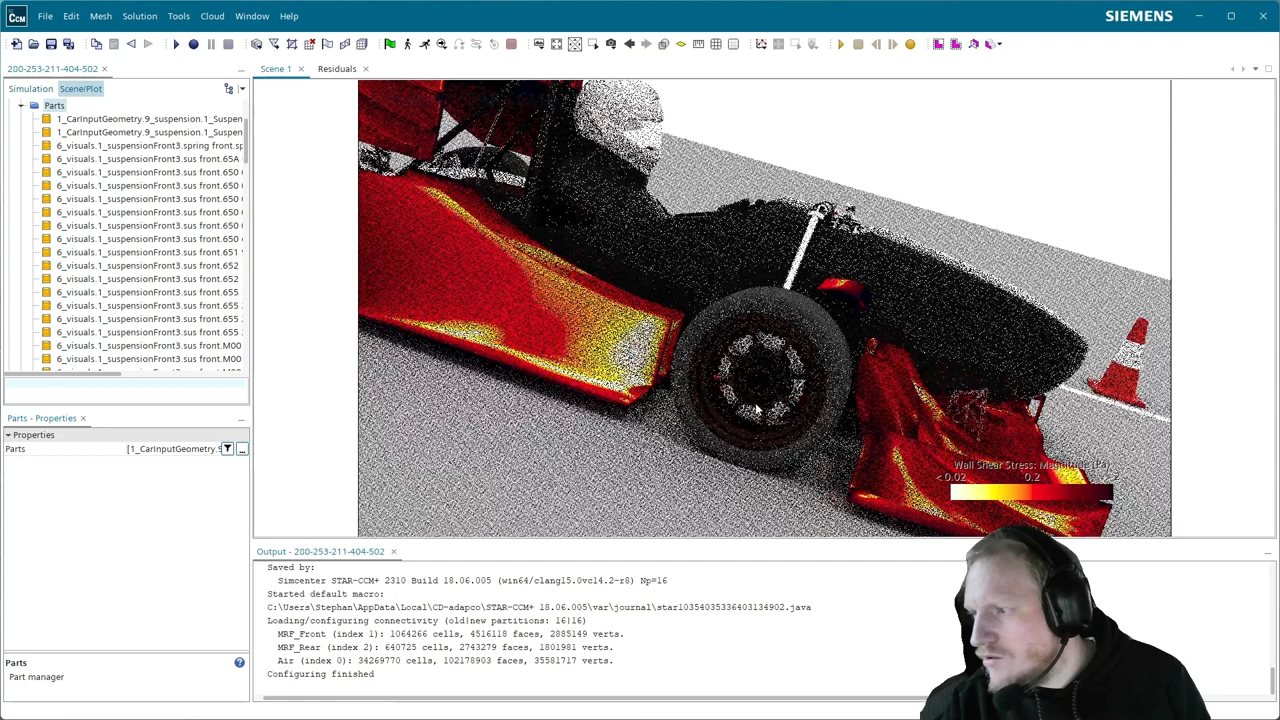 CCM
File Edit Mesh Solution Tools Cloud Window Help
SIEMENS
280-253-211-404-502
Scene 1
Residuals
Simulation Scene/Plot
Parts
1_CarInputGeometry.9_suspension.1_Suspen
1_CarInputGeometry.9_suspension.1_Suspen
6_visuals.1_suspensionFront3.spring front.sp
6_visuals.1_suspensionFront3.sus front.65A
6_visuals.1_suspensionFront3.sus front.650
6_visuals.1_suspensionFront3.sus front.650
6_visuals.1_suspensionFront3.sus front.650
6_visuals.1_suspensionFront3.sus front.650
6_visuals.1_suspensionFront3.sus front.650
6_visuals.1_suspensionFront3.sus front.650
6_visuals.1_suspensionFront3.sus front.651
6_visuals.1_suspensionFront3.sus front.652
6_visuals.1_suspensionFront3.sus front.652
6_visuals.1_suspensionFront3.sus front.655
6_visuals.1_suspensionFront3.sus front.655
6_visuals.1_suspensionFront3.sus front.655
6_visuals.1_suspensionFront3.sus front.655
6_visuals.1_suspensionFront3.sus front.M00
6_visuals.1_suspensionFront3.sus front.M00
Parts - Properties
Properties
Parts [1_CarInputGeometry.9
Parts
Part manager
Wall Shear Stress: Magnitude (Pa)
<0.02 0.2
Output - 280-253-211-404-502
Saved by:
Simcenter STAR-CCM+ 2310 Build 18.06.005 (win64/clang15.0vc14.2-r8) Np=16
Started default macro:
C:\Users\Stephan\AppData\Local\CD-adapco\STAR-CCM+ 18.06.005\var\journal\star10354035336403134902.java
Loading/configuring connectivity (old|new partitions: 16|16)
MRF_Front (index 1): 1064266 cells, 4516118 faces, 2885149 verts.
MRF_Rear (index 2): 640725 cells, 2743279 faces, 1801981 verts.
Air (index 0): 34269770 cells, 102178903 faces, 35581717 verts.
Configuring finished